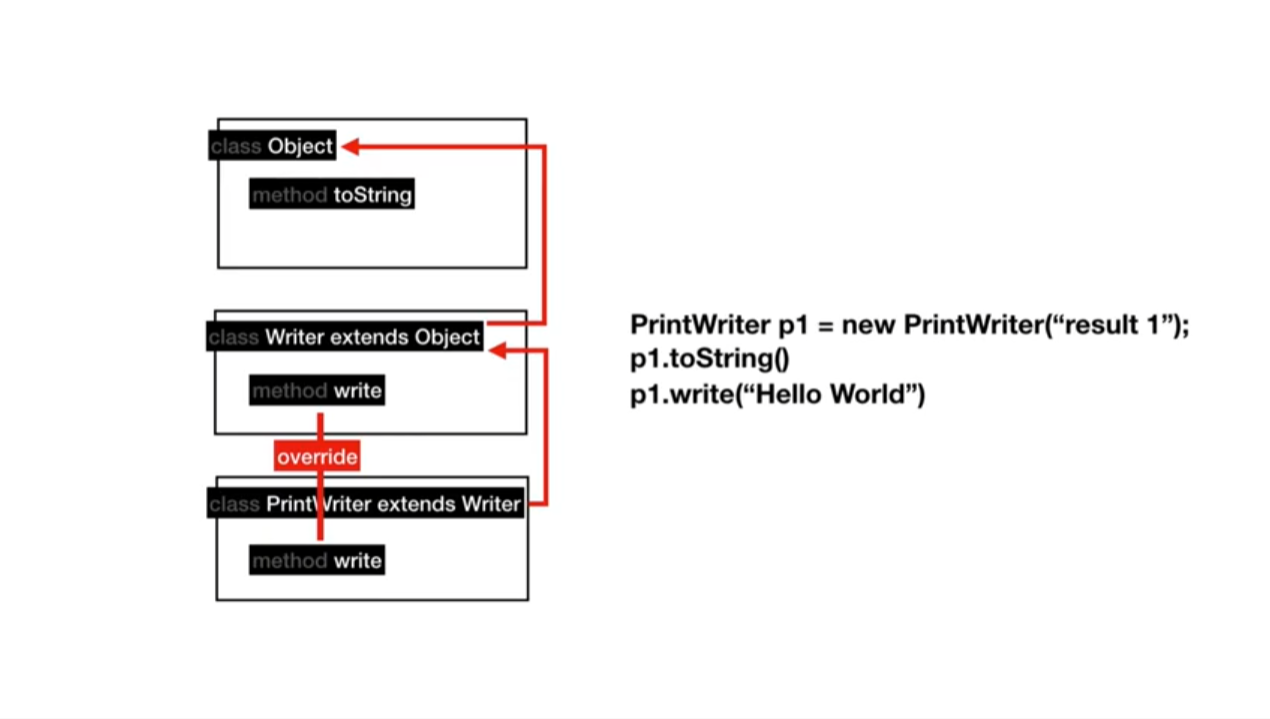 class Object
method toString
class Writer extends Object
method write
override
class PrintWriter extends Writer
method write
PrintWriter p1 = new PrintWriter(“result 1”);
p1.toString()
p1.write(“Hello World”)